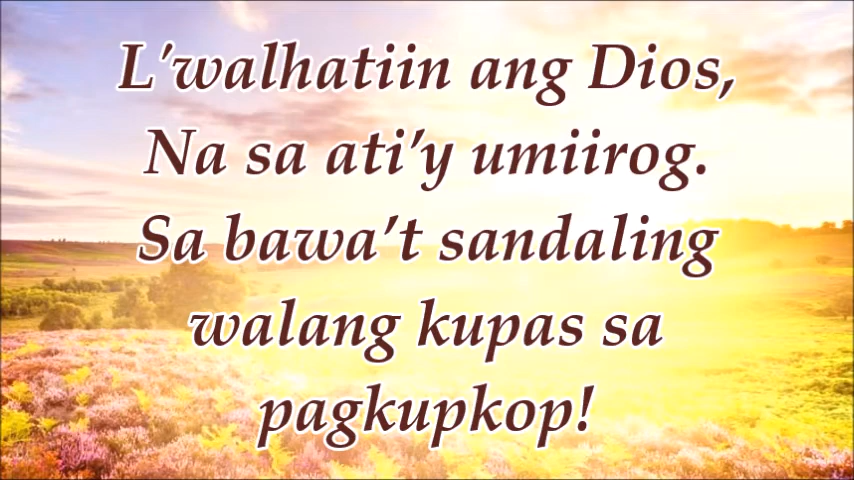 L'walhatiin ang Dios,
Na sa ati'y umiirog.
Sa bawa't sandaling
walang kupas sa
pagkupkop!